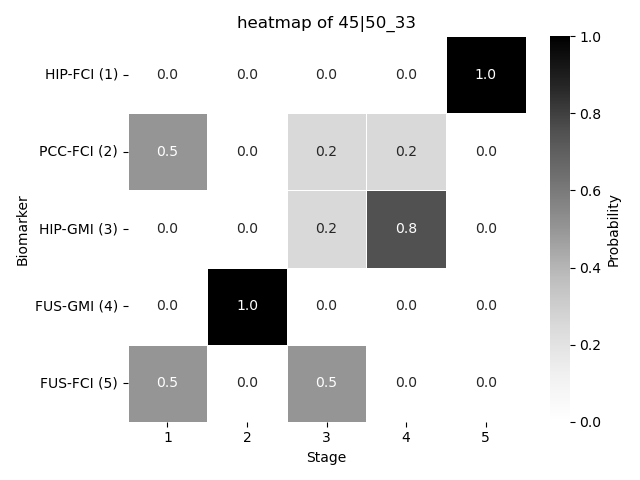 heatmap of 45|50_33
HIP-FCI (1) 0.0 0.0 0.0 0.0 1.0
PCC-FCI (2) 0.5 0.0 0.2 0.2 0.0
HIP-GMI (3) 0.0 0.0 0.2 0.8 0.0
FUS-GMI (4) 0.0 1.0 0.0 0.0 0.0
FUS-FCI (5) 0.5 0.0 0.5 0.0 0.0
1 2 3 4 5
Stage
Biomarker
1.0
0.8
0.6
0.4
0.2
0.0
Probability